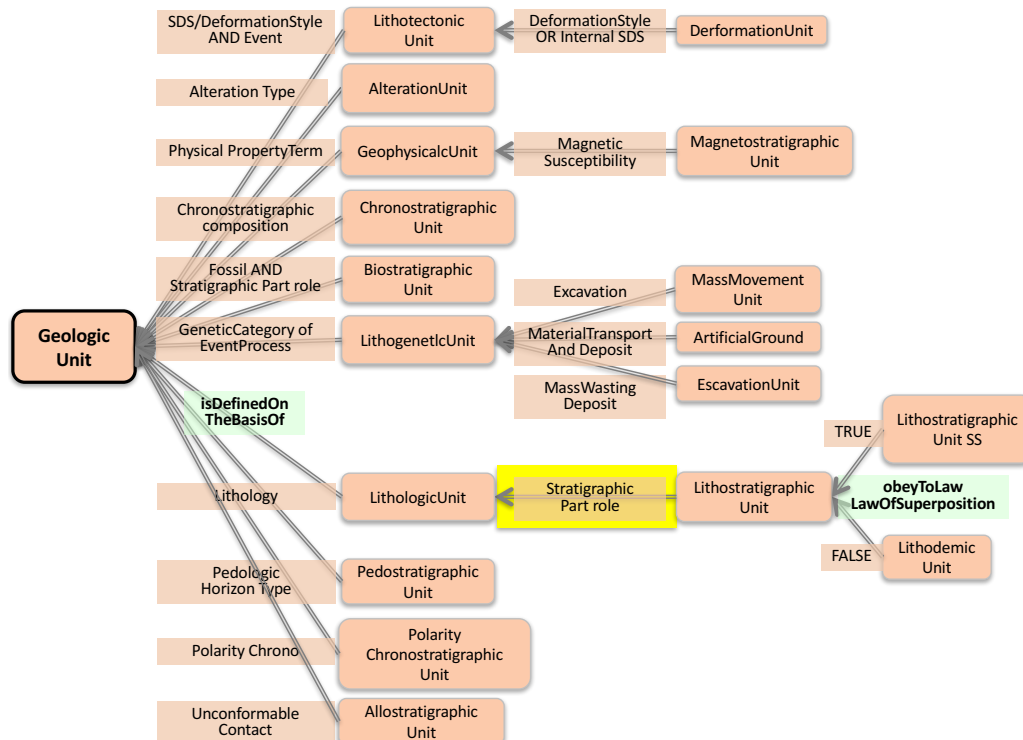 SDS/DeformationStyle
AND Event
Lithotectonic
Unit
DeformationStyle
OR Internal SDS
DerformationUnit
Alteration Type
AlterationUnit
Physical PropertyTerm
GeophysicalcUnit
Magnetic
Susceptibility
Magnetostratigraphic
Unit
Chronostratigraphic
composition
Chronostratigraphic
Unit
Fossil AND
Stratigraphic Part role
Biostratigraphic
Unit
Excavation
MassMovement
Unit
Geologic
Unit
GeneticCategory of
EventProcess
LithogenetIcUnit
MaterialTransport
And Deposit
ArtificialGround
MassWasting
Deposit
EscavationUnit
isDefinedOn
TheBasisOf
TRUE
Lithostratigraphic
Unit SS
Lithology
LithologicUnit
Stratigraphic
Part role
Lithostratigraphic
Unit
obeyToLaw
LawOfSuperposition
FALSE
Lithodemic
Unit
Pedologic
Horizon Type
Pedostratigraphic
Unit
Polarity Chrono
Polarity
Chronostratigraphic
Unit
Unconformable
Contact
Allostratigraphic
Unit